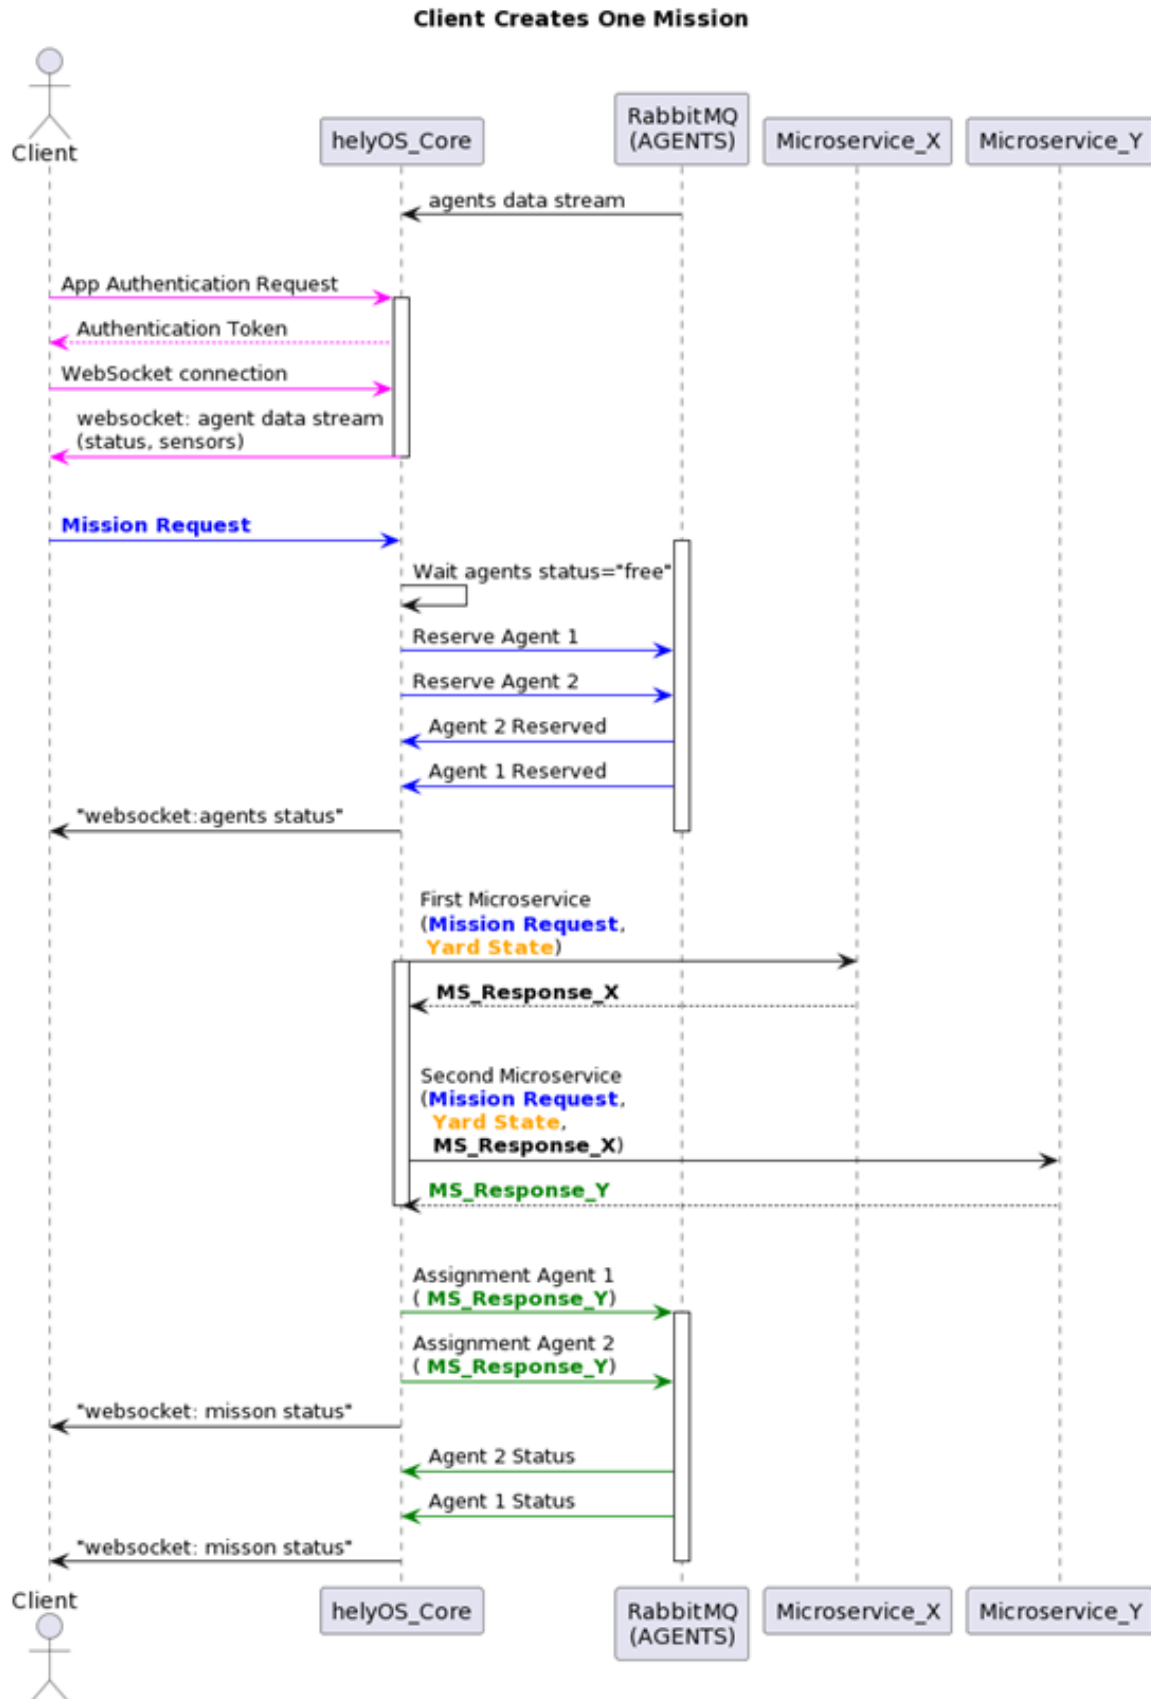 Client Creates One Mission
Client
helyOS_Core
RabbitMQ
(AGENTS)
Microservice_X
Microservice_Y
agents data stream
App Authentication Request
Authentication Token
WebSocket connection
websocket: agent data stream
(status, sensors)
Mission Request
Wait agents status="free"
Reserve Agent 1
Reserve Agent 2
Agent 2 Reserved
Agent 1 Reserved
"websocket:agents status"
First Microservice
(Mission Request,
Yard State)
MS_Response_X
Second Microservice
(Mission Request,
Yard State,
MS_Response_X)
MS_Response_Y
Assignment Agent 1
( MS_Response_Y)
Assignment Agent 2
( MS_Response_Y)
"websocket: misson status"
Agent 2 Status
Agent 1 Status
"websocket: misson status"
Client
helyOS_Core
RabbitMQ
(AGENTS)
Microservice_X
Microservice_Y